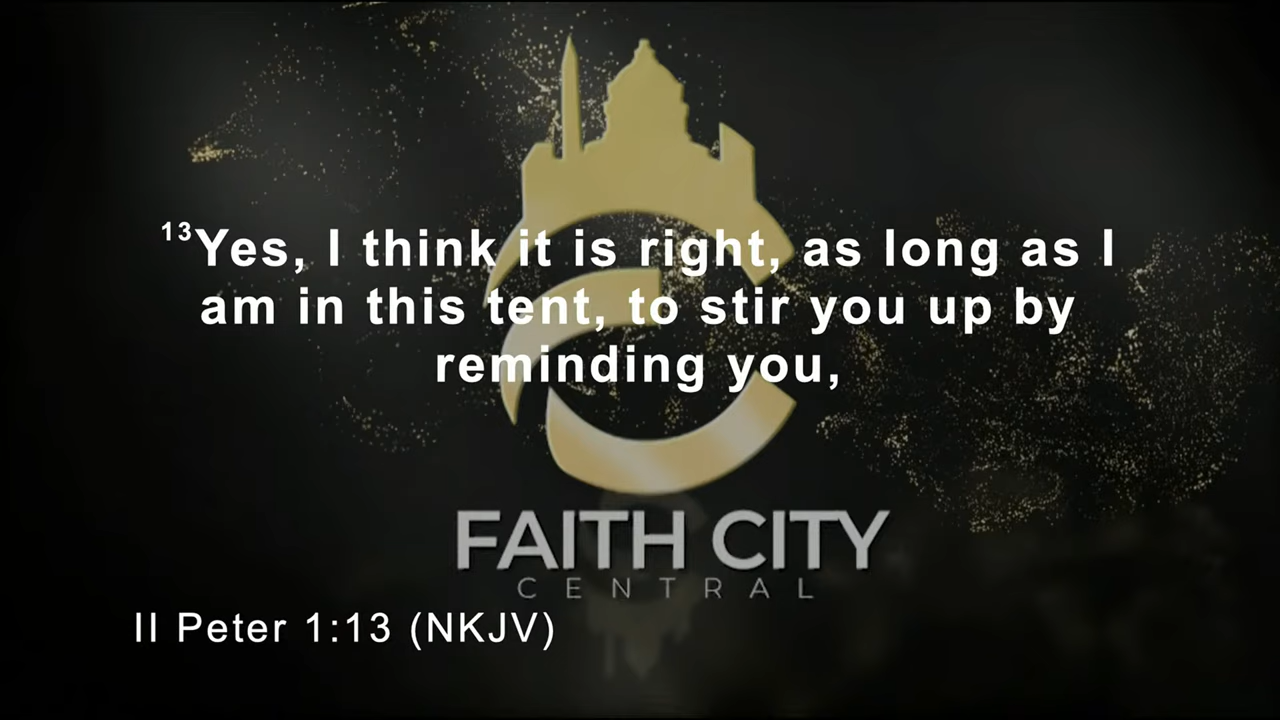 13Yes, I think it is right, as long as I
am in this tent, to stir you up by
reminding you,
FAITH CITY
CENTRAL
II Peter 1:13 (NKJV)